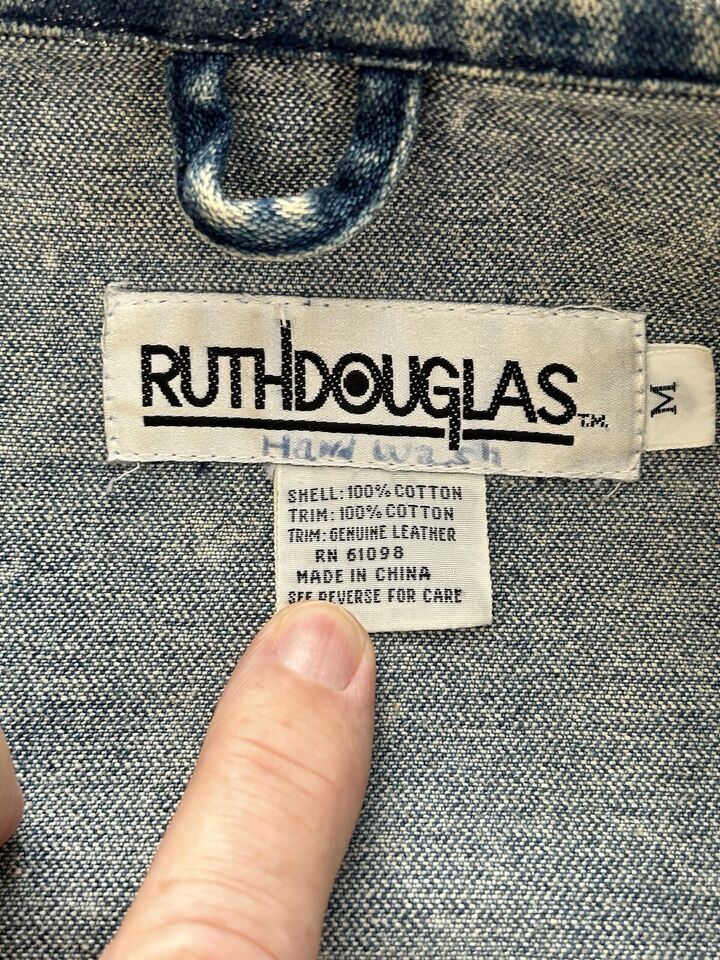 RUTHDOUGLAS T.M.
M
Hand Wash
SHELL: 100% COTTON
TRIM: 100% COTTON
TRIM: GENUINE LEATHER
RN 61098
MADE IN CHINA
SEE REVERSE FOR CARE